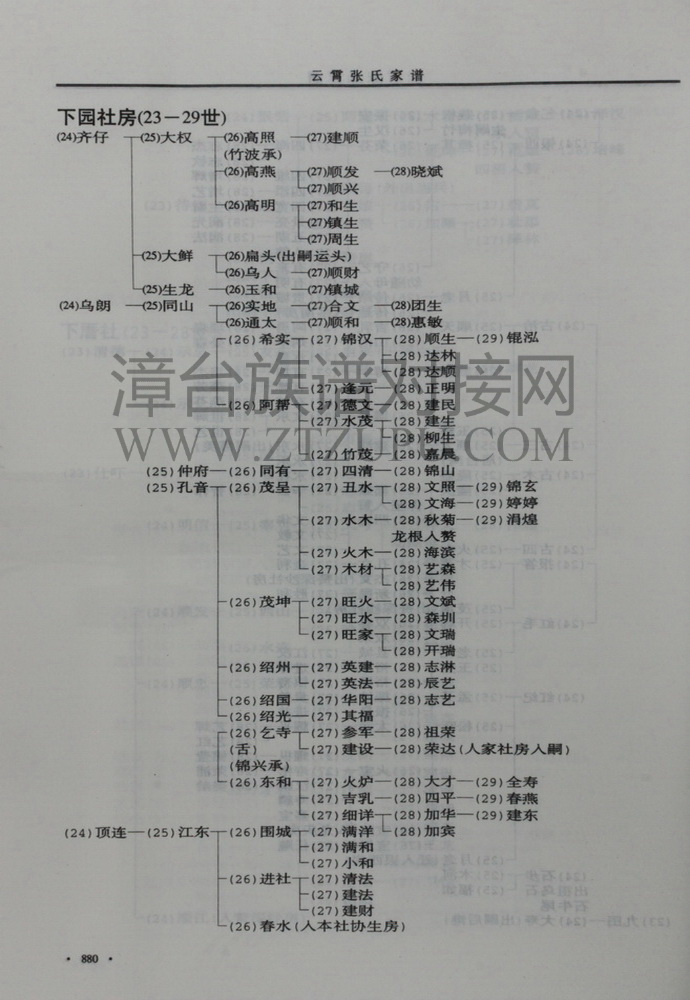 云霄张氏家谱
下园社房(23－29世)
(24)齐仔 (25)大权 (26)高照 (27)建顺
(竹波承)
(26)高燕 (27)顺发 (28)晓斌
(27)顺兴
(26)高明 (27)和生
(27)镇生
(27)周生
(25)大鲜 (26)扁头(出嗣运头)
(26)乌人 (27)顺财
(25)生龙 (26)玉和 (27)镇城
(24)乌朗 (25)同山 (26)实地 (27)合文 (28)团生
(26)通太 (27)顺和 (28)惠敏
(26)希实 (27)锦汉 (28)顺生 (29)锟泓
(28)达林
(28)达顺
(27)逢元 (28)正明
(26)阿帮 (27)德文 (28)建民
(27)水茂 (28)建生
(28)柳生
(27)竹茂 (28)嘉晨
漳台族谱对接网
WWW.ZTZUPU.COM
(25)仲府 (26)同有 (27)四清 (28)锦山
(25)孔音 (26)茂呈 (27)丑水 (28)文照 (29)锦玄
(28)文海 (29)婷婷
(27)水木 (28)秋菊 (29)涓煌
龙根入赘
(27)火木 (28)海滨
(27)木材 (28)艺森
(28)艺伟
(26)茂坤 (27)旺火 (28)文斌
(27)旺水 (28)森圳
(27)旺家 (28)文瑞
(28)开瑞
(26)绍州 (27)英建 (28)志淋
(27)英法 (28)辰艺
(26)绍国 (27)华阳 (28)志艺
(26)绍光 (27)其福
(26)乞寺 (27)参军 (28)祖荣
(舌) (27)建设 (28)荣达(人家社房入嗣)
(锦兴承)
(26)东和 (27)火炉 (28)大才 (29)全寿
(27)吉乳 (28)四平 (29)春燕
(27)细详 (28)加华 (29)建东
(24)顶连 (25)江东 (26)围城 (27)满洋 (28)加宾
(27)满和
(27)小和
(26)进社 (27)清法
(27)建法
(27)建财
(26)春水(人本社协生房)
· 880 ·